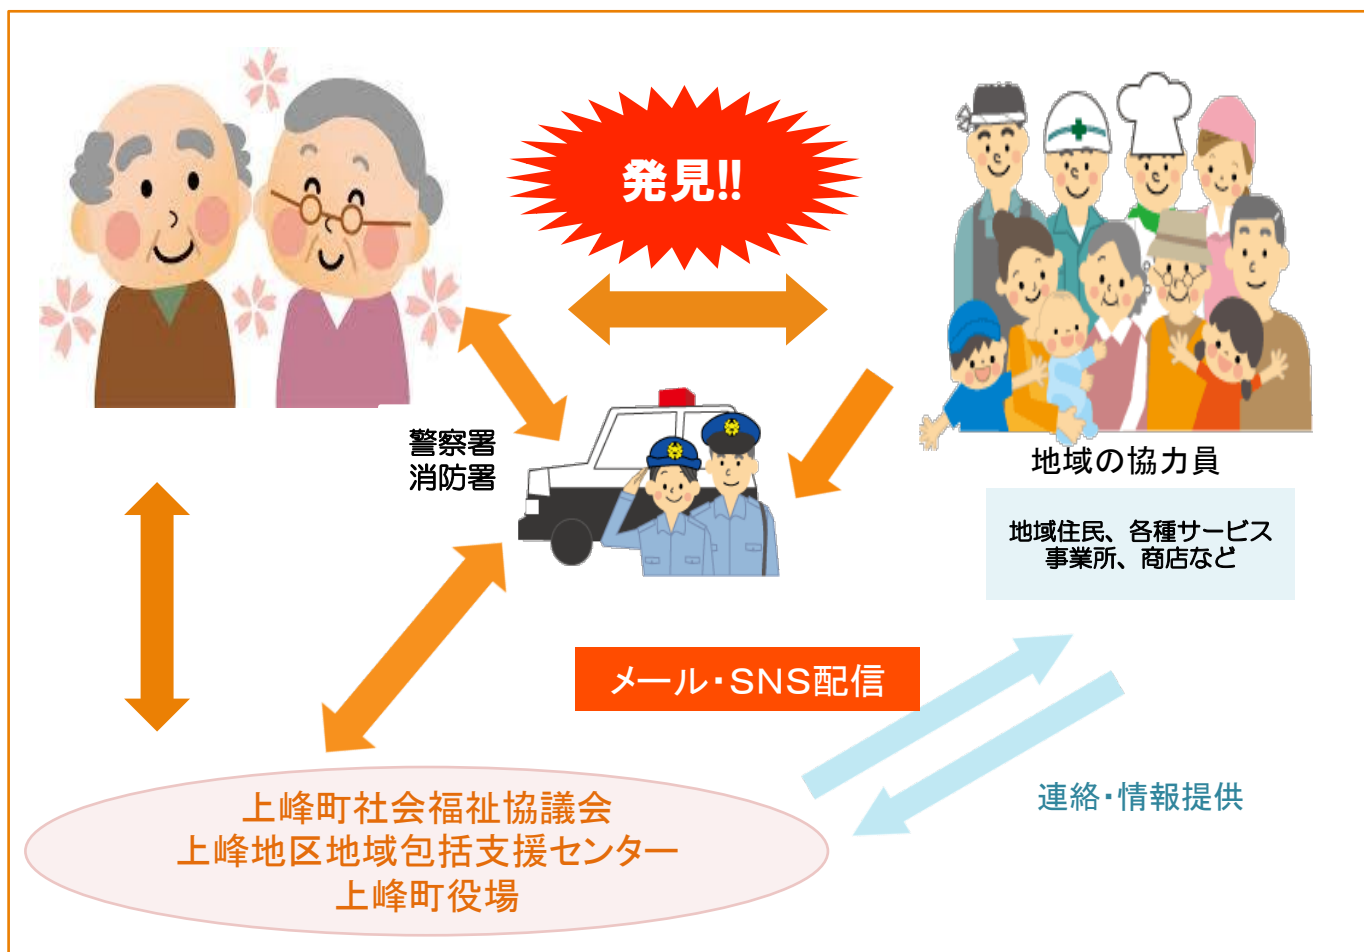 発見!!
警察署
消防署
地域の協力員
地域住民、各種サービス
事業所、商店など
メール・SNS配信
連絡・情報提供
上峰町社会福祉協議会
上峰地区地域包括支援センター
上峰町役場